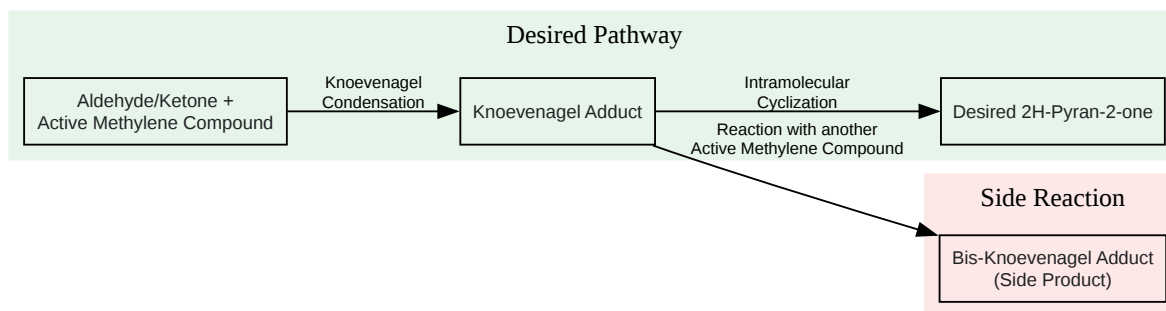 Desired Pathway
Aldehyde/Ketone +
Active Methylene Compound
Knoevenagel
Condensation
Knoevenagel Adduct
Intramolecular
Cyclization
Reaction with another
Active Methylene Compound
Desired 2H-Pyran-2-one
Side Reaction
Bis-Knoevenagel Adduct
(Side Product)